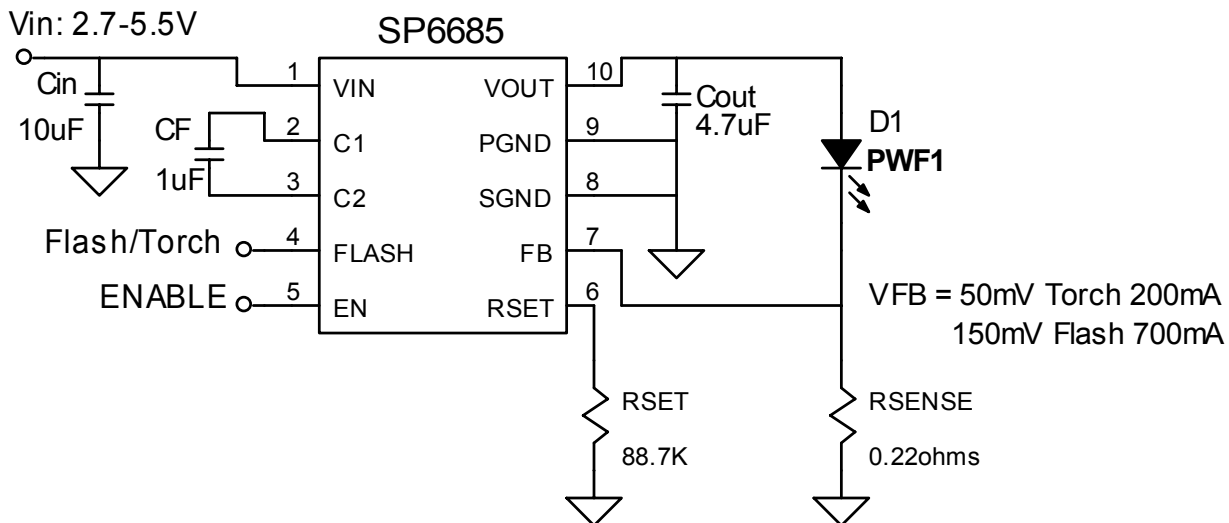 Vin: 2.7-5.5V
SP6685
Cin
10uF
CF
1uF
1
VIN
2
C1
3
C2
Flash/Torch
4
FLASH
ENABLE
5
EN
VOUT
10
PGND
9
SGND
8
FB
7
RSET
6
Cout
4.7uF
D1
PWF1
VFB = 50mV Torch 200mA
150mV Flash 700mA
RSET
88.7K
RSENSE
0.22ohms